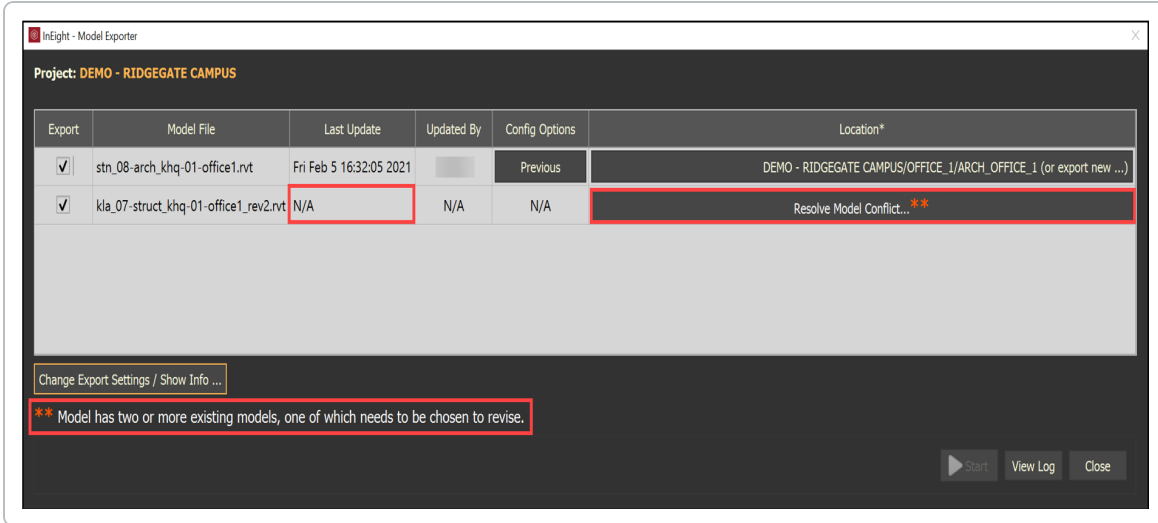 InEight - Model Exporter X
Project: DEMO - RIDGEGATE CAMPUS
Export Model File Last Update Updated By Config Options Location*
stn_08-arch_khq-01-office1.rvt Fri Feb 5 16:32:05 2021 Previous DEMO - RIDGEGATE CAMPUS/OFFICE_1/ARCH_OFFICE_1 (or export new ...)
kla_07-struct_khq-01-office1_rev2.rvt N/A N/A N/A Resolve Model Conflict...**
Change Export Settings / Show Info ...
** Model has two or more existing models, one of which needs to be chosen to revise.
Start View Log Close